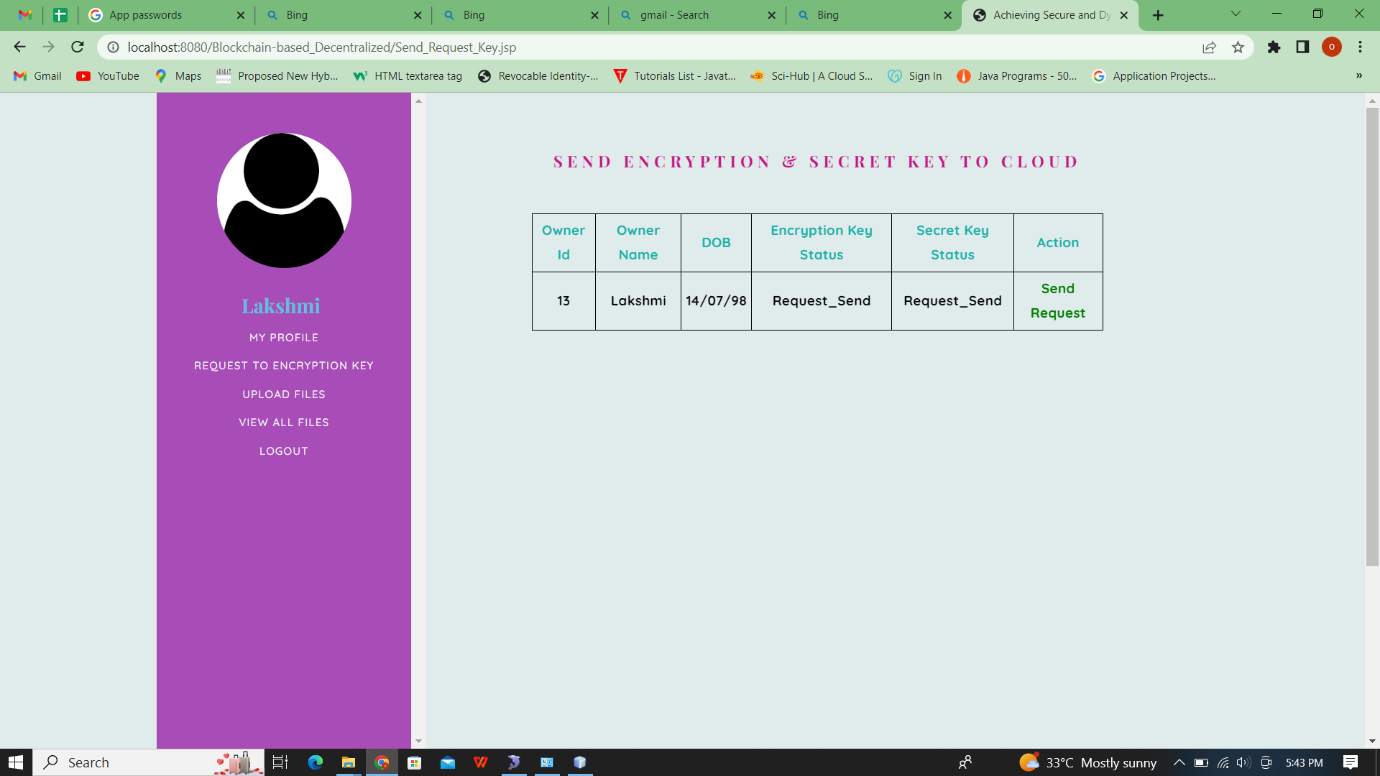 App passwords
Bing
Bing
gmail - Search
Bing
Achieving Secure and Dy
localhost:8080/Blockchain-based_Decentralized/Send_Request_Key.jsp
O
Gmail
YouTube
Maps
Proposed New Hyb...
HTML textarea tag
Revocable Identity-...
Tutorials List - Javat...
Sci-Hub | A Cloud S...
Sign In
Java Programs - 50...
Application Projects...
»
Lakshmi
MY PROFILE
REQUEST TO ENCRYPTION KEY
UPLOAD FILES
VIEW ALL FILES
LOGOUT
SEND ENCRYPTION & SECRET KEY TO CLOUD
Owner Id
Owner Name
DOB
Encryption Key Status
Secret Key Status
Action
13
Lakshmi
14/07/98
Request_Send
Request_Send
Send Request
Search
33°C Mostly sunny
5:43 PM